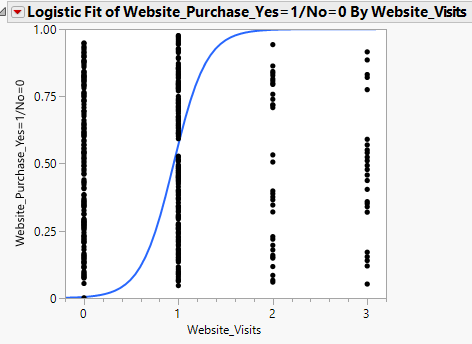 Logistic Fit of Website_Purchase_Yes=1/No=0 By Website_Visits
1.00
0.75
0.50
0.25
0
Website_Purchase_Yes=1/No=0
0 1 2 3
Website_Visits